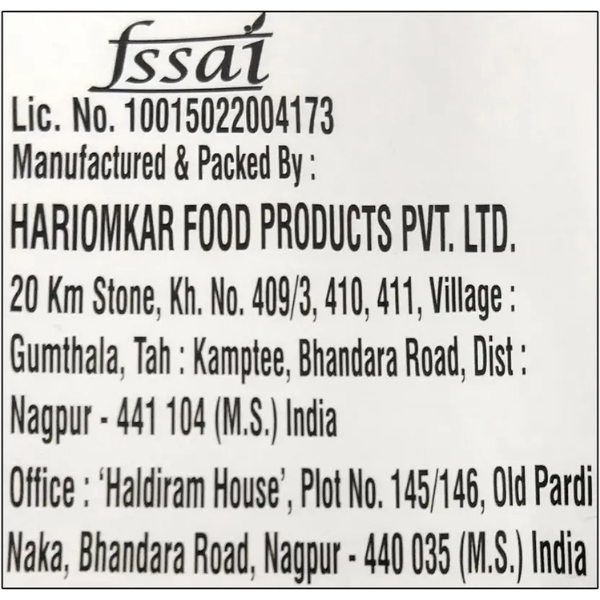 fssai
Lic. No. 10015022004173
Manufactured & Packed By :
HARIOMKAR FOOD PRODUCTS PVT. LTD.
20 Km Stone, Kh. No. 409/3, 410, 411, Village :
Gumthala, Tah : Kamptee, Bhandara Road, Dist :
Nagpur - 441 104 (M.S.) India
Office : ‘Haldiram House’, Plot No. 145/146, Old Pardi
Naka, Bhandara Road, Nagpur - 440 035 (M.S.) India